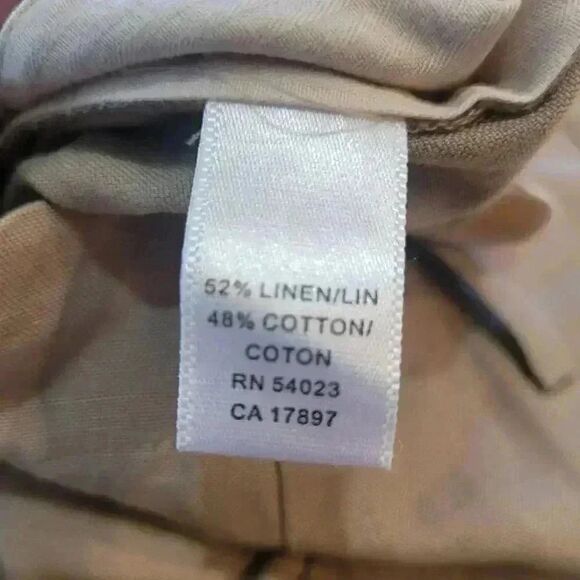 52% LINEN/LIN
48% COTTON/
COTON
RN 54023
CA 17897